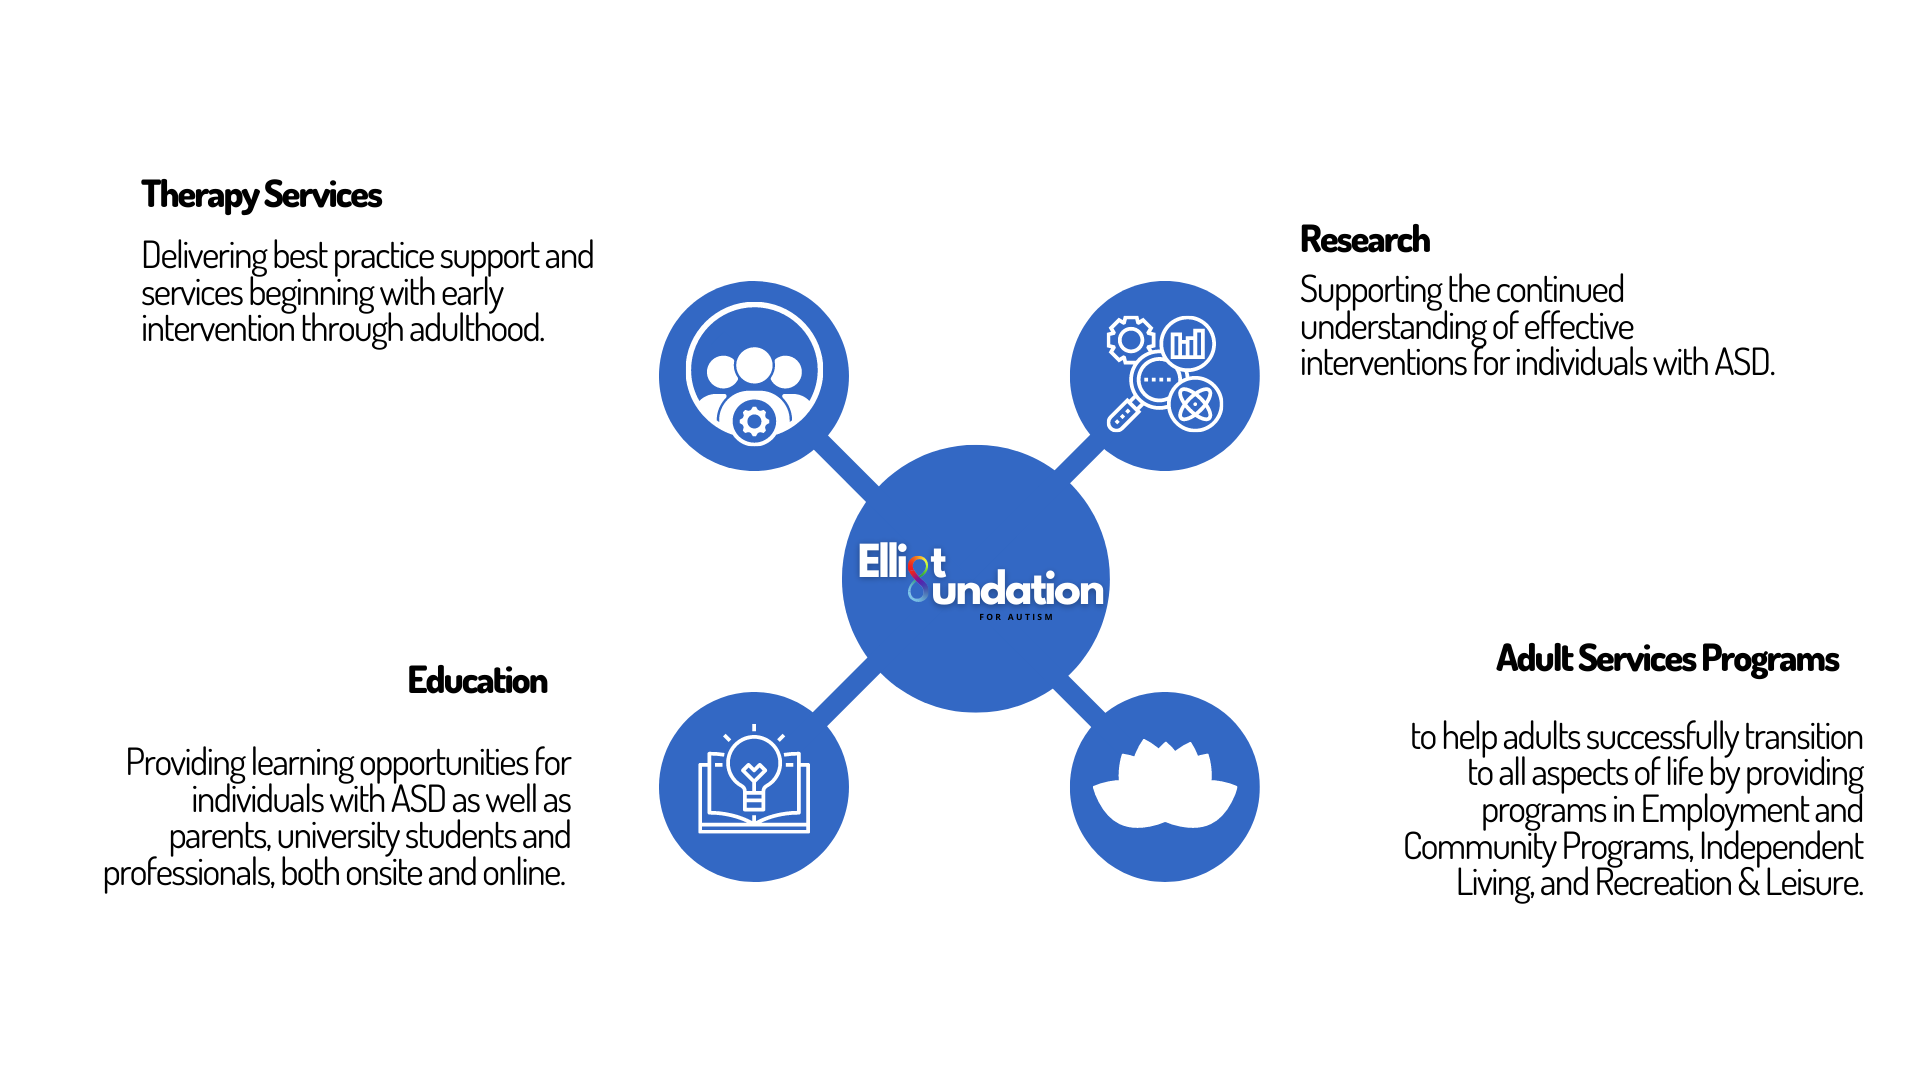 Therapy Services
Delivering best practice support and
services beginning with early
intervention through adulthood.
Research
Supporting the continued
understanding of effective
interventions for individuals with ASD.
Elliot
undation
FOR AUTISM
Education
Providing learning opportunities for
individuals with ASD as well as
parents, university students and
professionals, both onsite and online.
Adult Services Programs
to help adults successfully transition
to all aspects of life by providing
programs in Employment and
Community Programs, Independent
Living, and Recreation & Leisure.